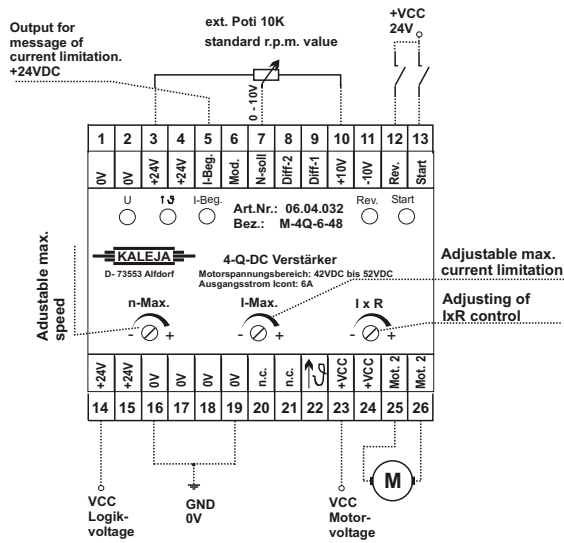 +VCC
24V
ext. Poti 10K
standard r.p.m. value
Output for
message of
current limitation.
+24VDC
0 - 10V
1 2 3 4 5 6 7 8 9 10 11 12 13
0V 0V +24V +24V I-Beg. Mod. N-soll Diff-2 Diff-1 +10V -10V Rev. Start
U ↑ϑ I-Beg. Rev. Start
Art.Nr.: 06.04.032
Bez.: M-4Q-6-48
KALEJA
D- 73553 Alfdorf
4-Q-DC Verstärker
Motorspannungsbereich: 42VDC bis 52VDC
Ausgangsstrom Icont: 6A
Adustable max.
speed
Adjustable max.
current limitation
Adjusting of
IxR control
n-Max. I-Max. I x R
- + - + - +
+24V +24V 0V 0V 0V 0V n.c. n.c. ↑ϑ +VCC +VCC Mot. 2 Mot. 2
14 15 16 17 18 19 20 21 22 23 24 25 26
M
VCC
Logik-
voltage
GND
0V
VCC
Motor-
voltage